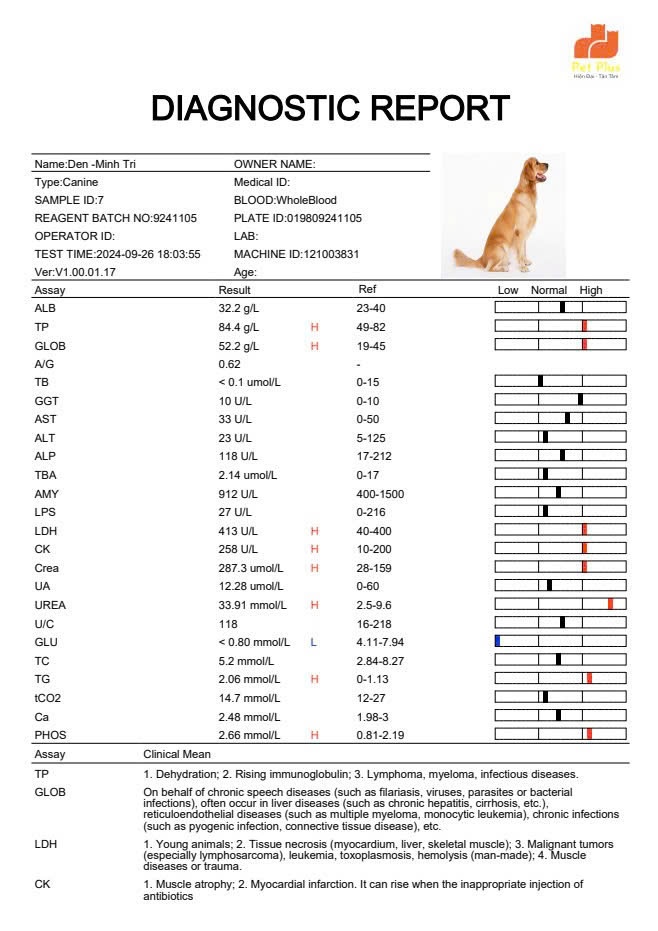 Pet Plus
Hiện Đại - Tận Tâm
DIAGNOSTIC REPORT
Name:Den -Minh Tri OWNER NAME:
Type:Canine Medical ID:
SAMPLE ID:7 BLOOD:WholeBlood
REAGENT BATCH NO:9241105 PLATE ID:019809241105
OPERATOR ID: LAB:
TEST TIME:2024-09-26 18:03:55 MACHINE ID:121003831
Ver:V1.00.01.17 Age:
Assay Result Ref Low Normal High
ALB 32.2 g/L 23-40
TP 84.4 g/L H 49-82
GLOB 52.2 g/L H 19-45
A/G 0.62 -
TB < 0.1 umol/L 0-15
GGT 10 U/L 0-10
AST 33 U/L 0-50
ALT 23 U/L 5-125
ALP 118 U/L 17-212
TBA 2.14 umol/L 0-17
AMY 912 U/L 400-1500
LPS 27 U/L 0-216
LDH 413 U/L H 40-400
CK 258 U/L H 10-200
Crea 287.3 umol/L H 28-159
UA 12.28 umol/L 0-60
UREA 33.91 mmol/L H 2.5-9.6
U/C 118 16-218
GLU < 0.80 mmol/L L 4.11-7.94
TC 5.2 mmol/L 2.84-8.27
TG 2.06 mmol/L H 0-1.13
tCO2 14.7 mmol/L 12-27
Ca 2.48 mmol/L 1.98-3
PHOS 2.66 mmol/L H 0.81-2.19
Assay Clinical Mean
TP 1. Dehydration; 2. Rising immunoglobulin; 3. Lymphoma, myeloma, infectious diseases.
GLOB On behalf of chronic speech diseases (such as filariasis, viruses, parasites or bacterial
infections), often occur in liver diseases (such as chronic hepatitis, cirrhosis, etc.),
reticuloendothelial diseases (such as multiple myeloma, monocytic leukemia), chronic infections
(such as pyogenic infection, connective tissue disease), etc.
LDH 1. Young animals; 2. Tissue necrosis (myocardium, liver, skeletal muscle); 3. Malignant tumors
(especially lymphosarcoma), leukemia, toxoplasmosis, hemolysis (man-made); 4. Muscle
diseases or trauma.
CK 1. Muscle atrophy; 2. Myocardial infarction. It can rise when the inappropriate injection of
antibiotics